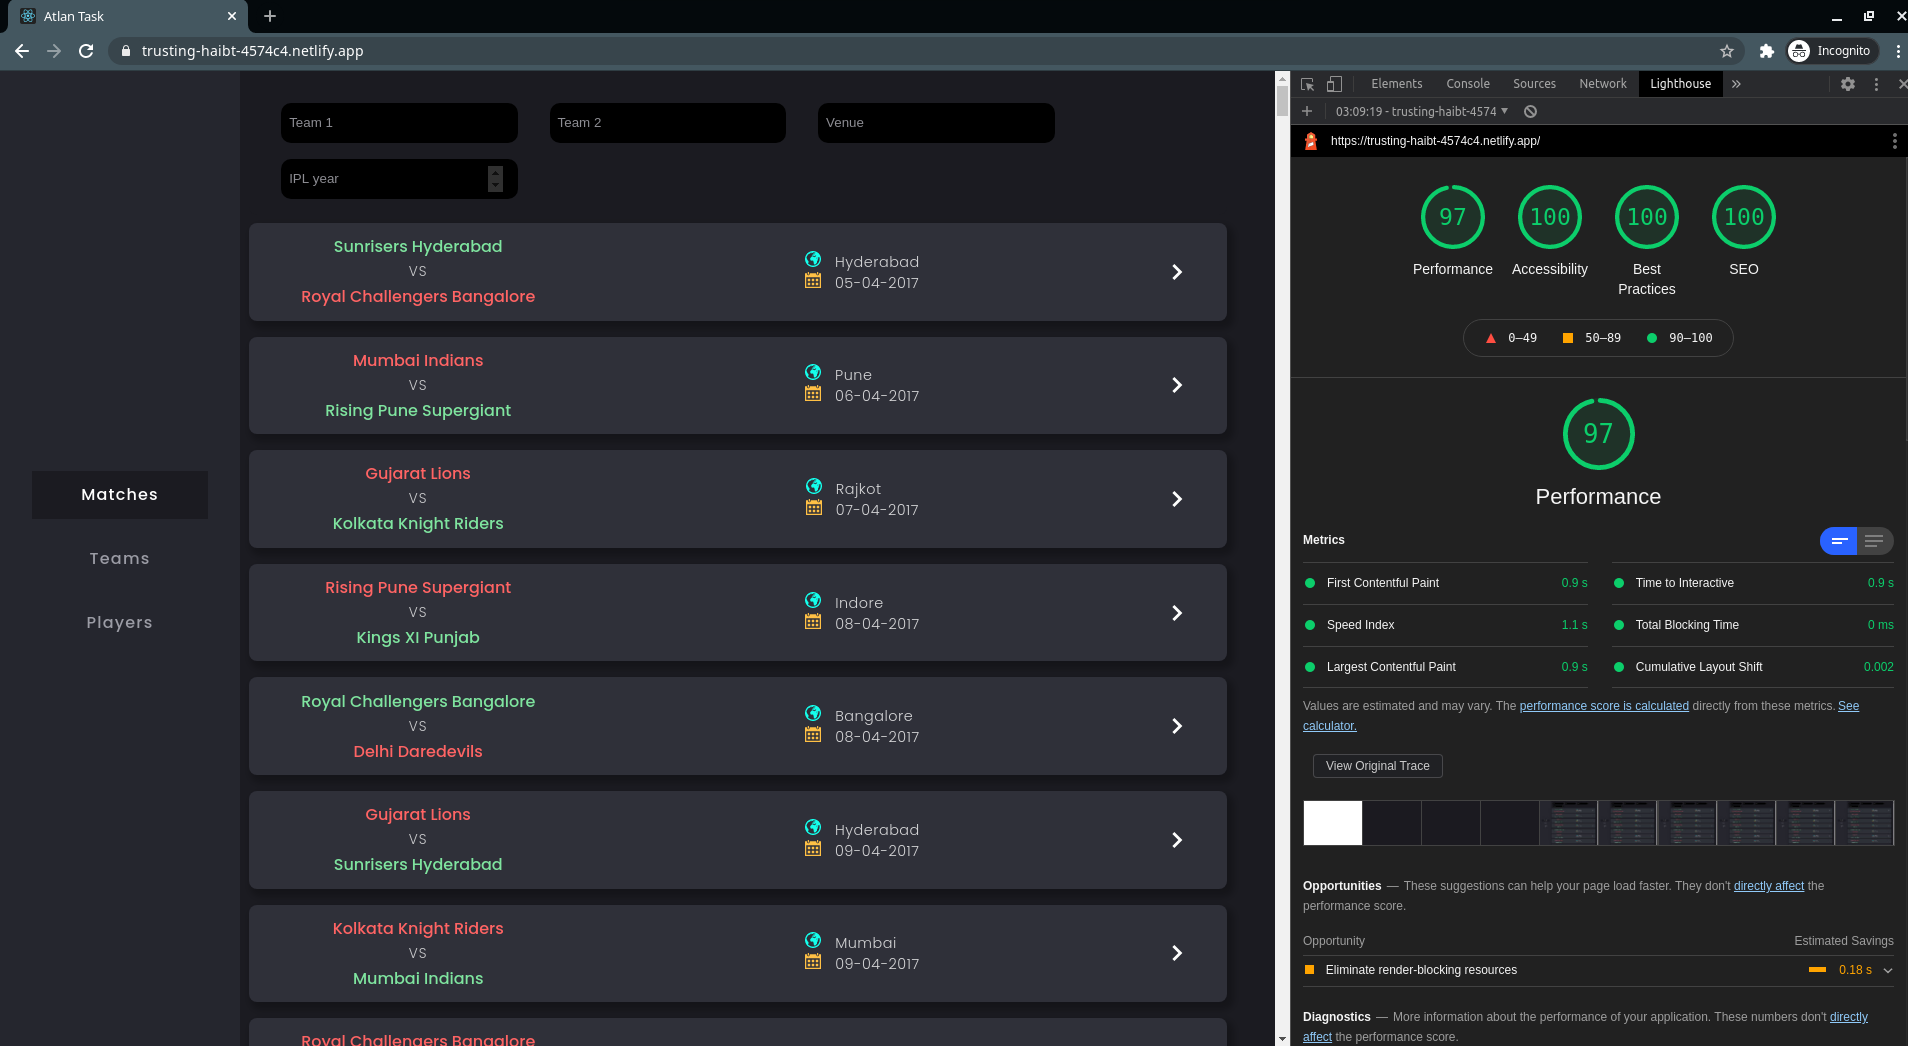 Atlan Task
trusting-haibt-4574c4.netlify.app
Incognito
Matches
Teams
Players
Team 1
Team 2
Venue
IPL year
Sunrisers Hyderabad
VS
Royal Challengers Bangalore
Hyderabad
05-04-2017
Mumbai Indians
VS
Rising Pune Supergiant
Pune
06-04-2017
Gujarat Lions
VS
Kolkata Knight Riders
Rajkot
07-04-2017
Rising Pune Supergiant
VS
Kings XI Punjab
Indore
08-04-2017
Royal Challengers Bangalore
VS
Delhi Daredevils
Bangalore
08-04-2017
Gujarat Lions
VS
Sunrisers Hyderabad
Hyderabad
09-04-2017
Kolkata Knight Riders
VS
Mumbai Indians
Mumbai
09-04-2017
Royal Challengers Bangalore
Elements Console Sources Network Lighthouse
03:09:19 - trusting-haibt-4574
https://trusting-haibt-4574c4.netlify.app/
97 100 100 100
Performance Accessibility Best Practices SEO
0–49 50–89 90–100
97
Performance
Metrics
First Contentful Paint 0.9 s
Time to Interactive 0.9 s
Speed Index 1.1 s
Total Blocking Time 0 ms
Largest Contentful Paint 0.9 s
Cumulative Layout Shift 0.002
Values are estimated and may vary. The performance score is calculated directly from these metrics. See
calculator.
View Original Trace
Opportunities — These suggestions can help your page load faster. They don't directly affect the
performance score.
Opportunity Estimated Savings
Eliminate render-blocking resources 0.18 s
Diagnostics — More information about the performance of your application. These numbers don't directly
affect the performance score.